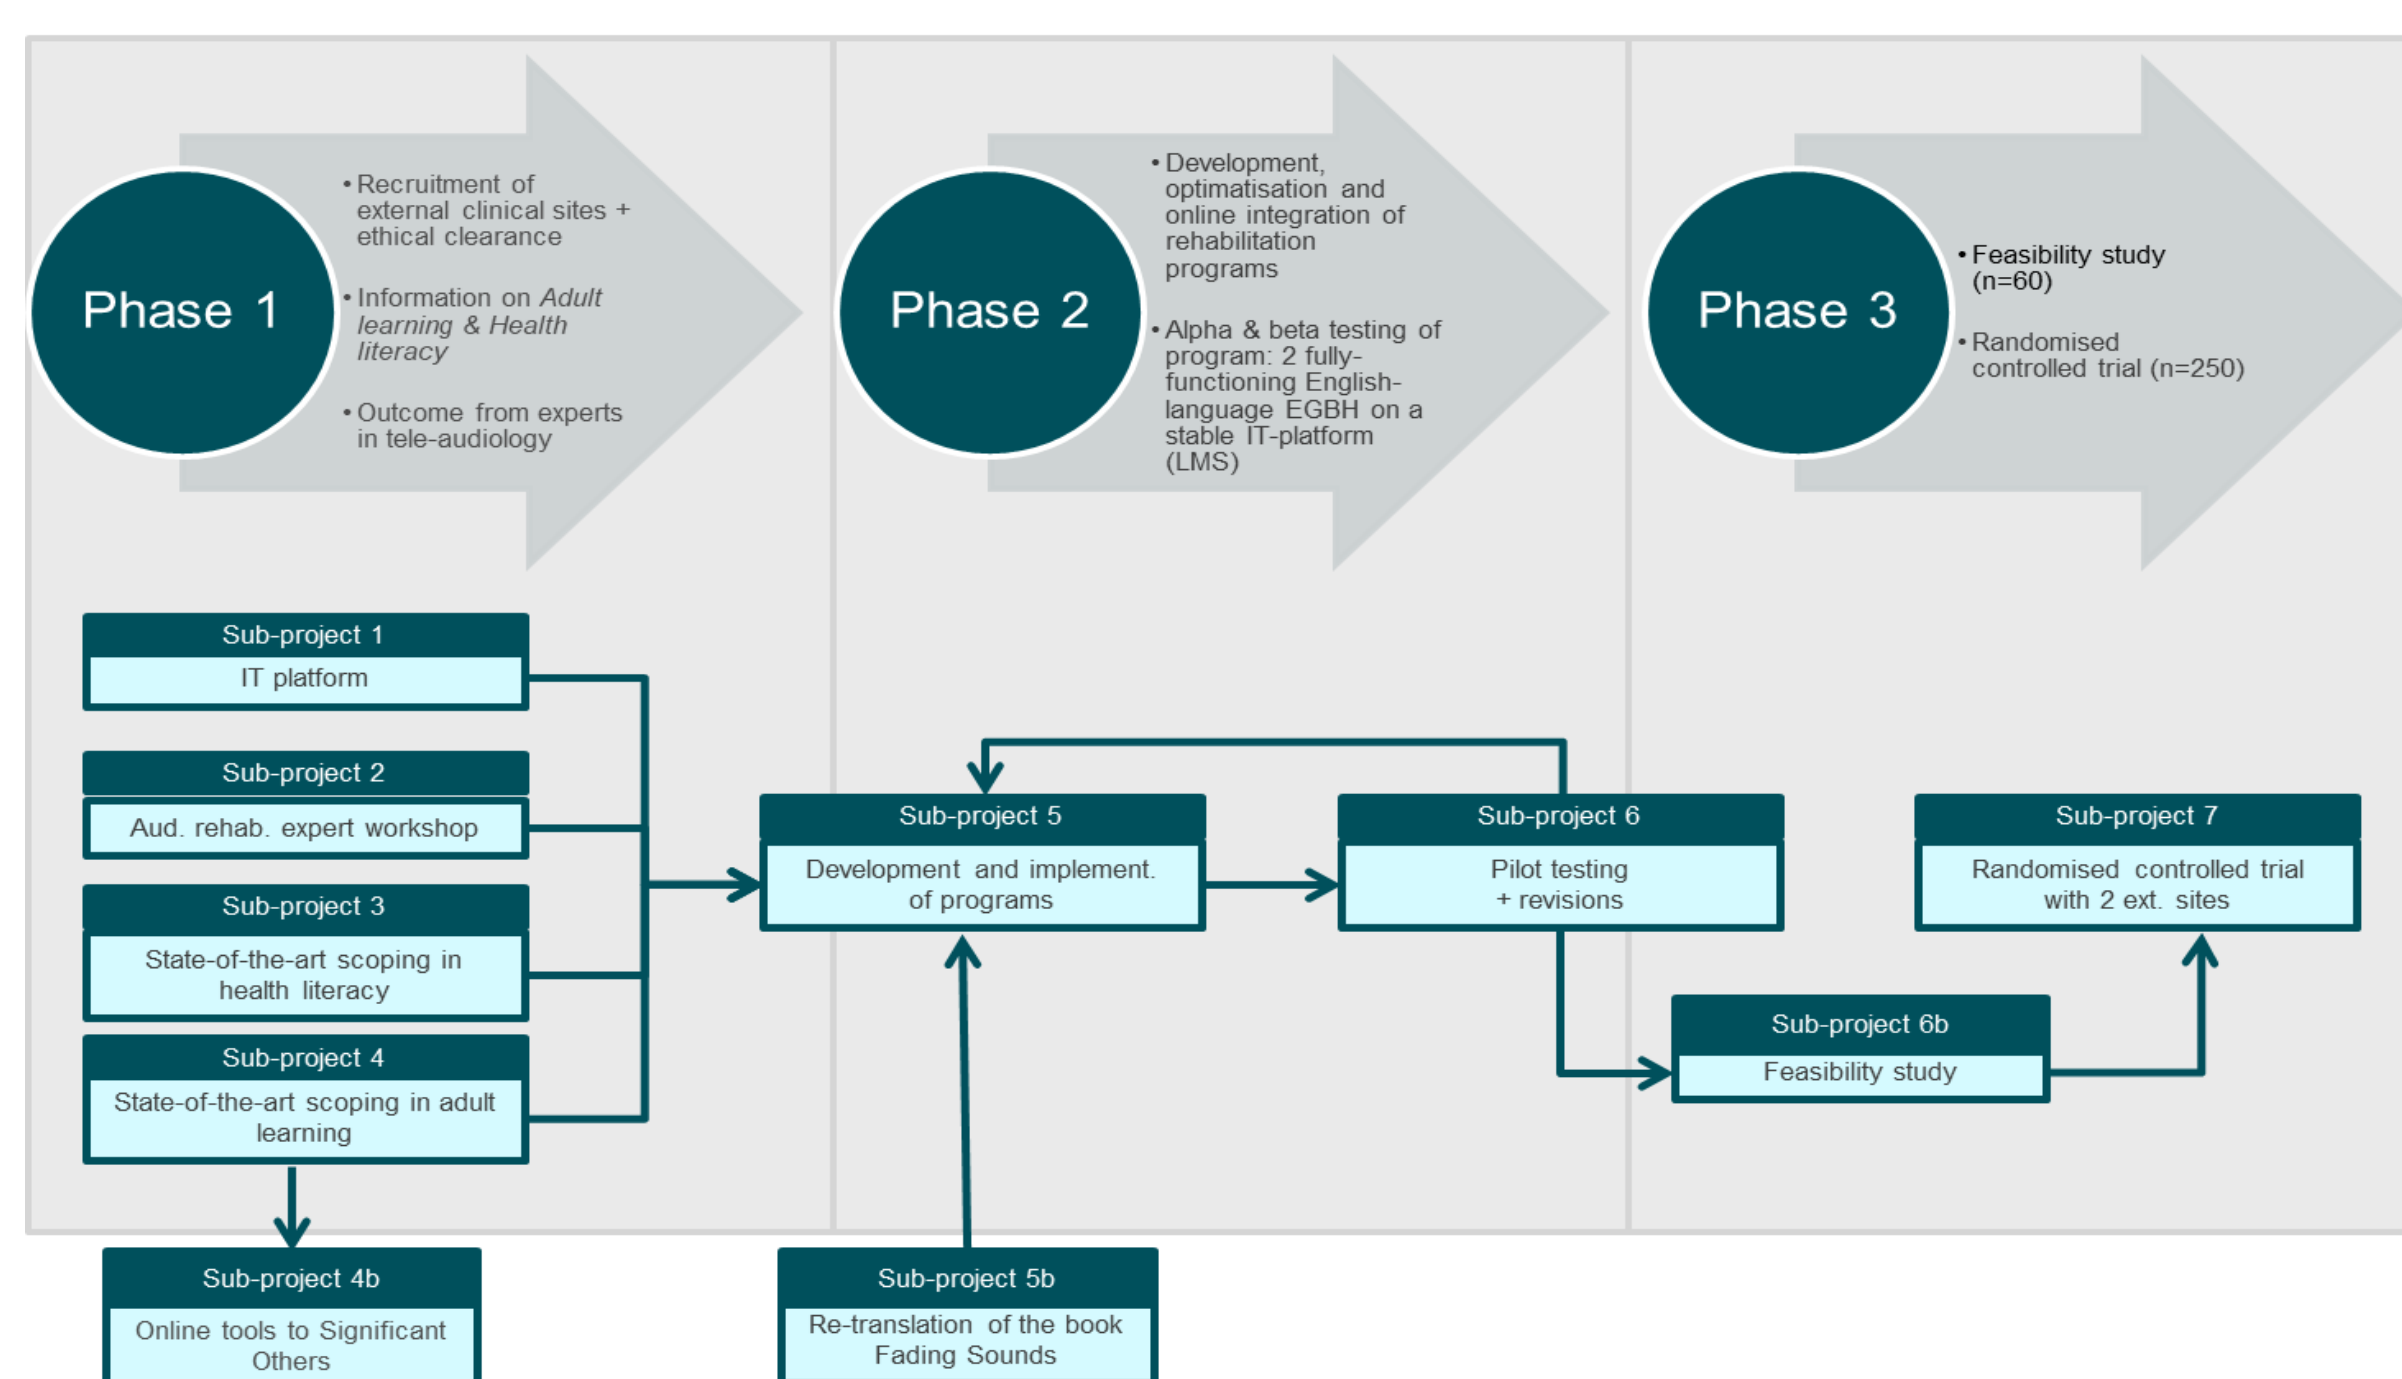 Phase 1
• Recruitment of
external clinical sites +
ethical clearance
• Information on Adult
learning & Health
literacy
• Outcome from experts
in tele-audiology
Phase 2
• Development,
optimatisation and
online integration of
rehabilitation
programs
• Alpha & beta testing of
program: 2 fully-
functioning English-
language EGBH on a
stable IT-platform
(LMS)
Phase 3
• Feasibility study
(n=60)
• Randomised
controlled trial (n=250)
Sub-project 1
IT platform
Sub-project 2
Aud. rehab. expert workshop
Sub-project 3
State-of-the-art scoping in
health literacy
Sub-project 4
State-of-the-art scoping in adult
learning
Sub-project 4b
Online tools to Significant
Others
Sub-project 5
Development and implement.
of programs
Sub-project 5b
Re-translation of the book
Fading Sounds
Sub-project 6
Pilot testing
+ revisions
Sub-project 6b
Feasibility study
Sub-project 7
Randomised controlled trial
with 2 ext. sites